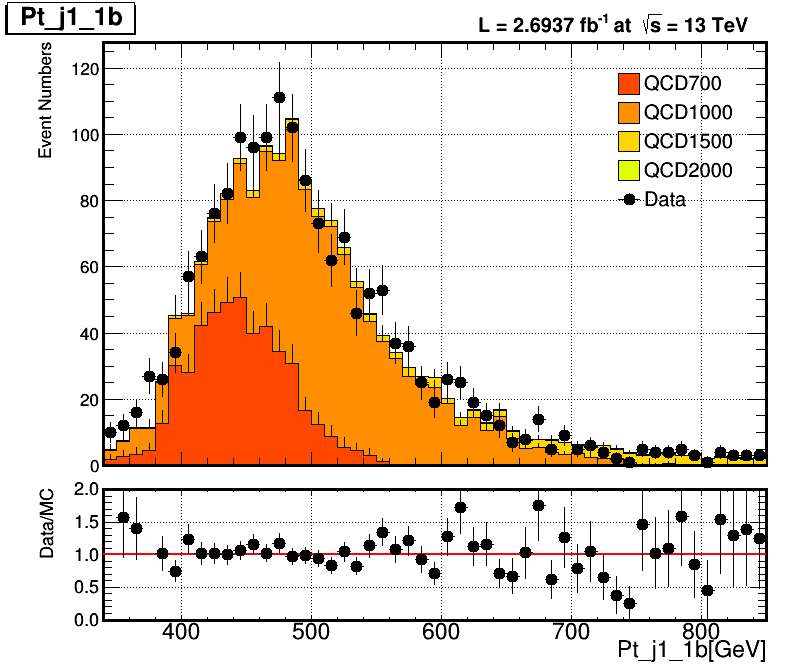 Pt_j1_1b
L = 2.6937 fb⁻¹ at √s = 13 TeV
Event Numbers
120
100
80
60
40
20
0
QCD700
QCD1000
QCD1500
QCD2000
Data
Data/MC
2.0
1.5
1.0
0.5
0.0
400 500 600 700 800
Pt_j1_1b[GeV]